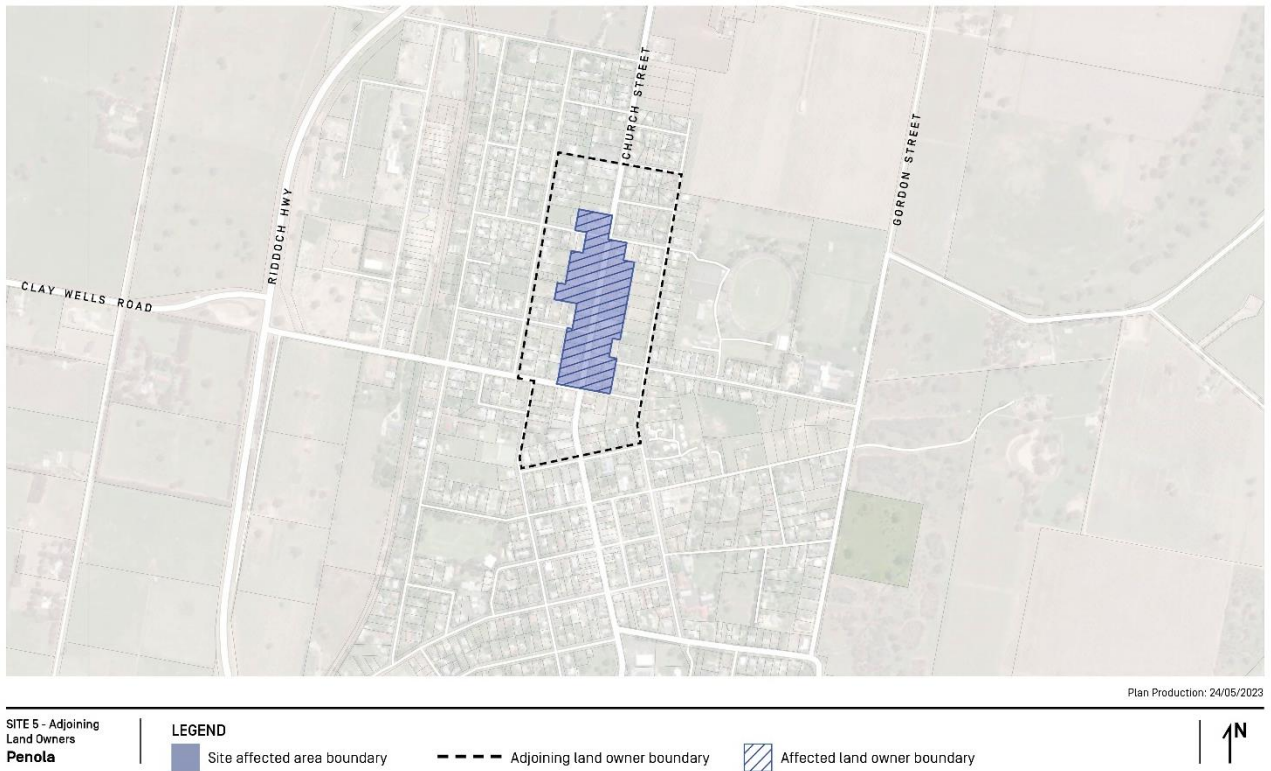 CHURCH STREET
GORDON STREET
RIDDOCH HWY
CLAY WELLS ROAD
Plan Production: 24/05/2023
SITE 5 - Adjoining
Land Owners
Penola
LEGEND
Site affected area boundary
Adjoining land owner boundary
Affected land owner boundary
N